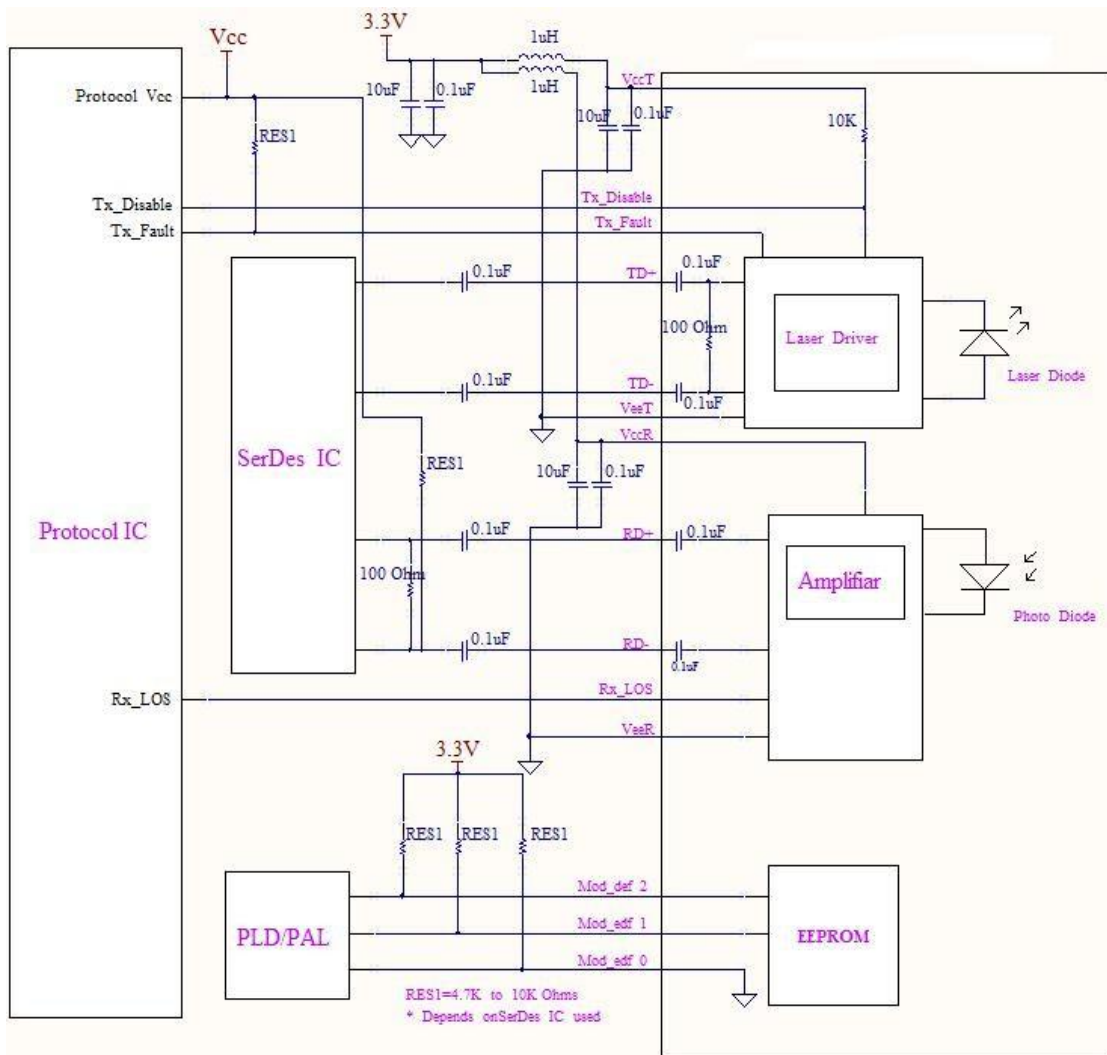 3.3V
1uH
Vcc
1uH
VccT
Protocol Vcc
10uF
0.1uF
10uF
0.1uF
10K
RES1
Tx_Disable
Tx_Disable
Tx_Fault
Tx_Fault
0.1uF
TD+
0.1uF
100 Ohm
Laser Driver
0.1uF
TD-
0.1uF
Laser Diode
VeeT
VccR
SerDes IC
RES1
10uF
0.1uF
Protocol IC
0.1uF
RD+
0.1uF
100 Ohm
Amplifiar
Photo Diode
0.1uF
RD-
0.1uF
Rx_LOS
Rx_LOS
VeeR
3.3V
RES1
RES1
RES1
Mod_def 2
PLD/PAL
Mod_edf 1
EEPROM
Mod_edf 0
RES1=4.7K to 10K Ohms
* Depends onSerDes IC used